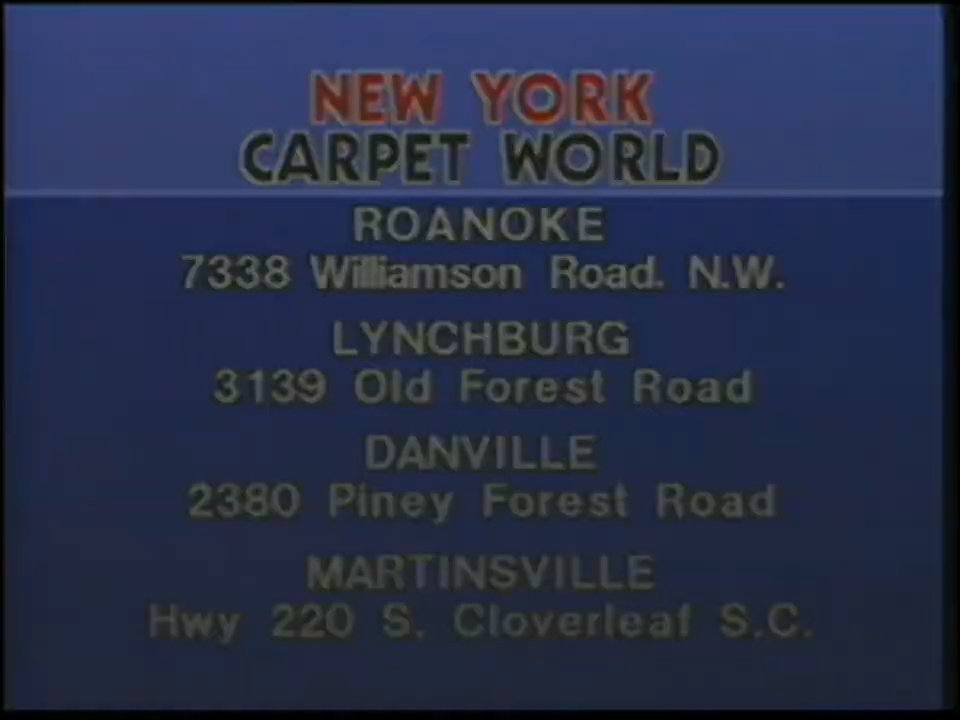 NEW YORK
CARPET WORLD
ROANOKE
7338 Williamson Road. N.W.
LYNCHBURG
3139 Old Forest Road
DANVILLE
2380 Piney Forest Road
MARTINSVILLE
Hwy 220 S. Cloverleaf S.C.